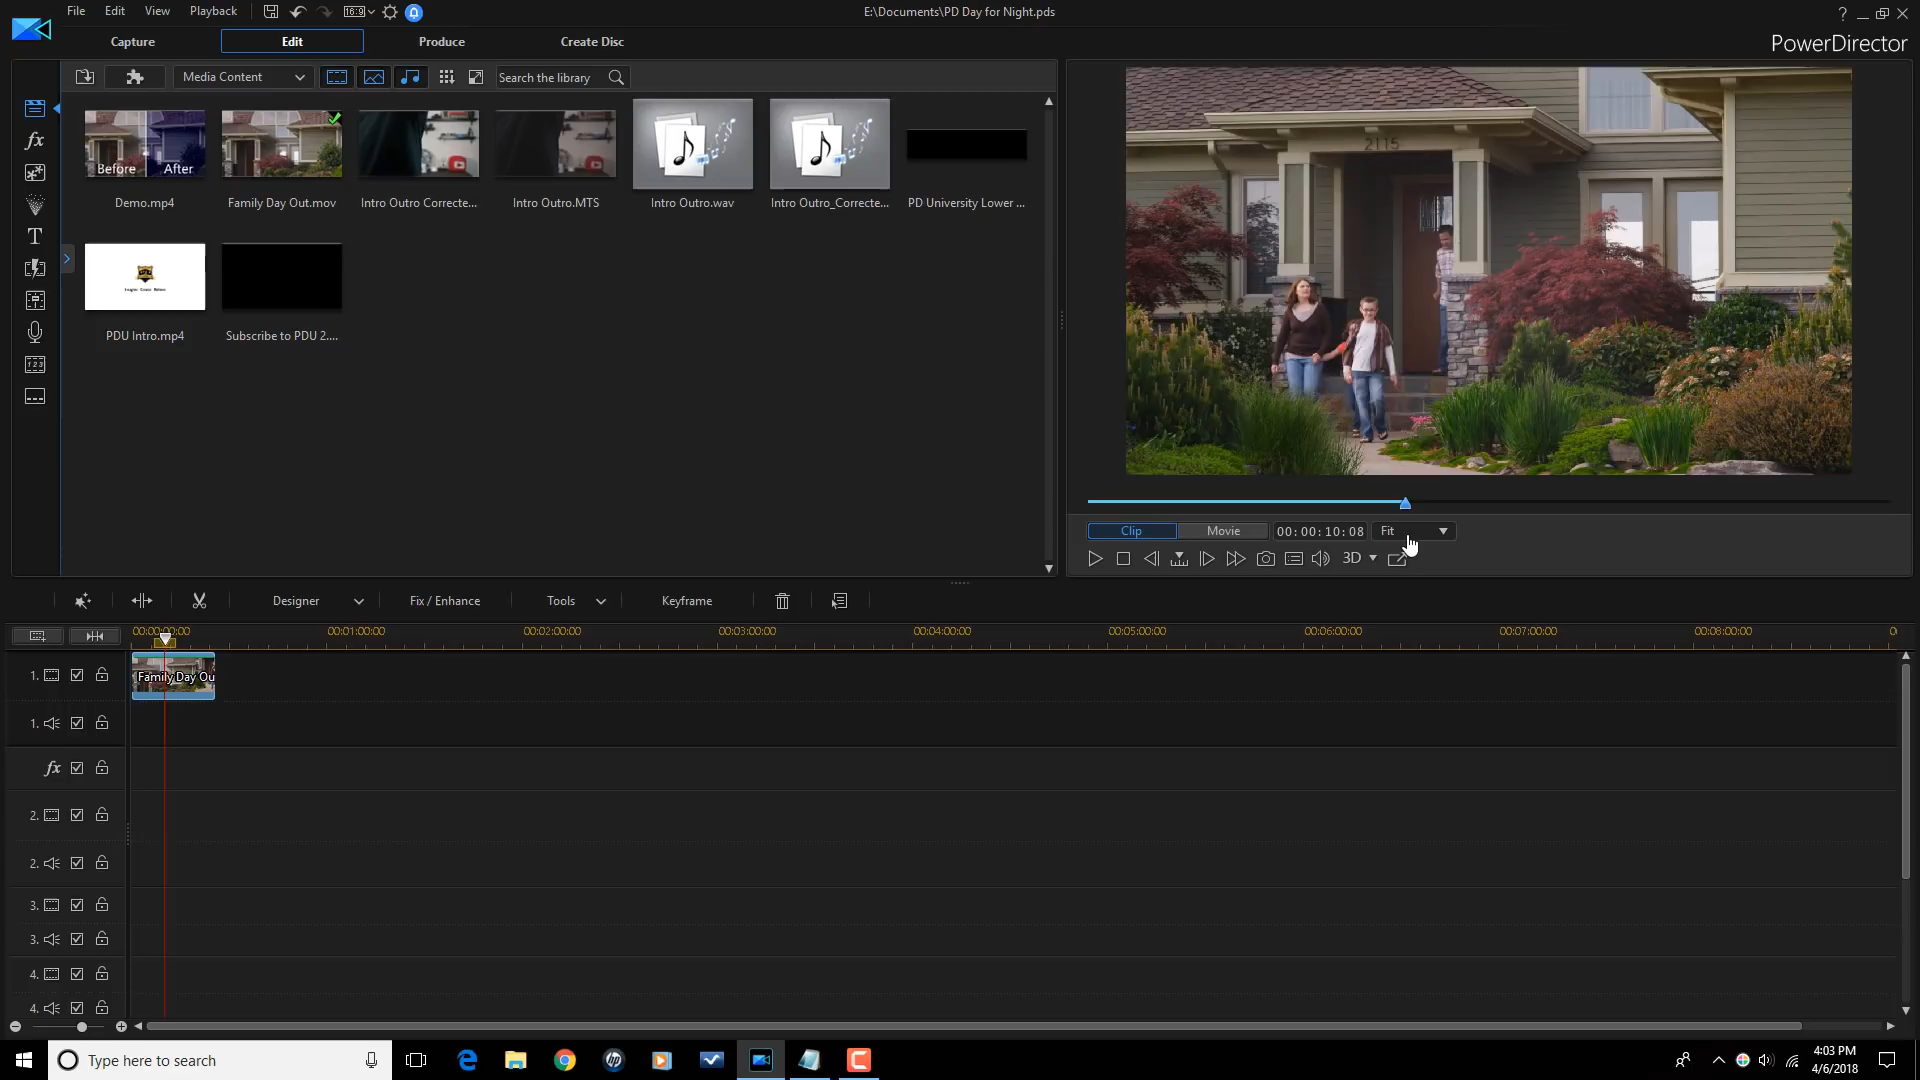 File Edit View Playback 16:9 E:\Documents\PD Day for Night.pds ?
Capture Edit Produce Create Disc PowerDirector
Media Content Search the library
Before After
Demo.mp4 Family Day Out.mov Intro Outro Correcte... Intro Outro.MTS Intro Outro.wav Intro Outro_Correcte... PD University Lower ...
PDU Intro.mp4 Subscribe to PDU 2....
2115
Clip Movie 00:00:10:08 Fit
3D
Designer Fix / Enhance Tools Keyframe
00:00:00:00 00:01:00:00 00:02:00:00 00:03:00:00 00:04:00:00 00:05:00:00 00:06:00:00 00:07:00:00 00:08:00:00
1. Family Day Ou
1.
fx
2.
2.
3.
3.
4.
4.
Type here to search
4:03 PM
4/6/2018